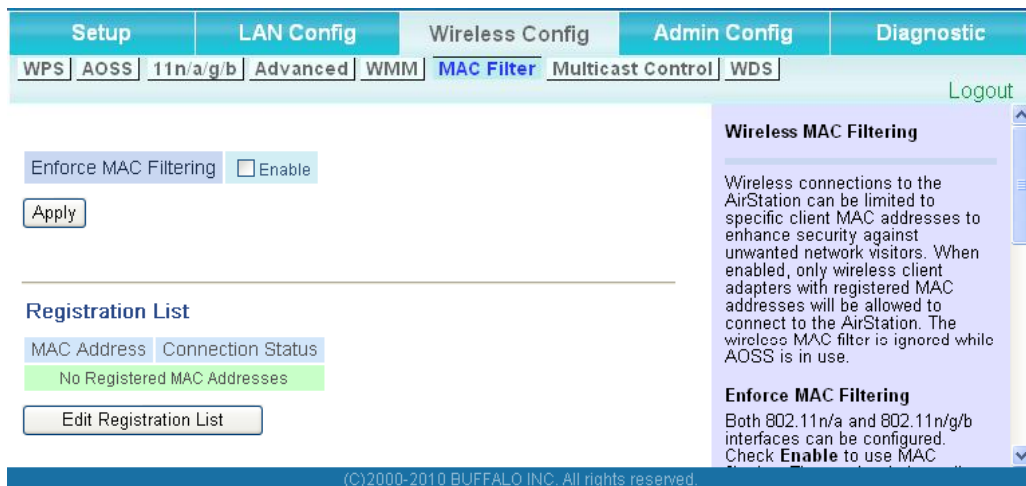 Setup LAN Config Wireless Config Admin Config Diagnostic
WPS AOSS 11n/a/g/b Advanced WMM MAC Filter Multicast Control WDS
Logout
Enforce MAC Filtering Enable
Apply
Registration List
MAC Address Connection Status
No Registered MAC Addresses
Edit Registration List
Wireless MAC Filtering
Wireless connections to the
AirStation can be limited to
specific client MAC addresses to
enhance security against
unwanted network visitors. When
enabled, only wireless client
adapters with registered MAC
addresses will be allowed to
connect to the AirStation. The
wireless MAC filter is ignored while
AOSS is in use.
Enforce MAC Filtering
Both 802.11n/a and 802.11n/g/b
interfaces can be configured.
Check Enable to use MAC
(C)2000-2010 BUFFALO INC. All rights reserved.